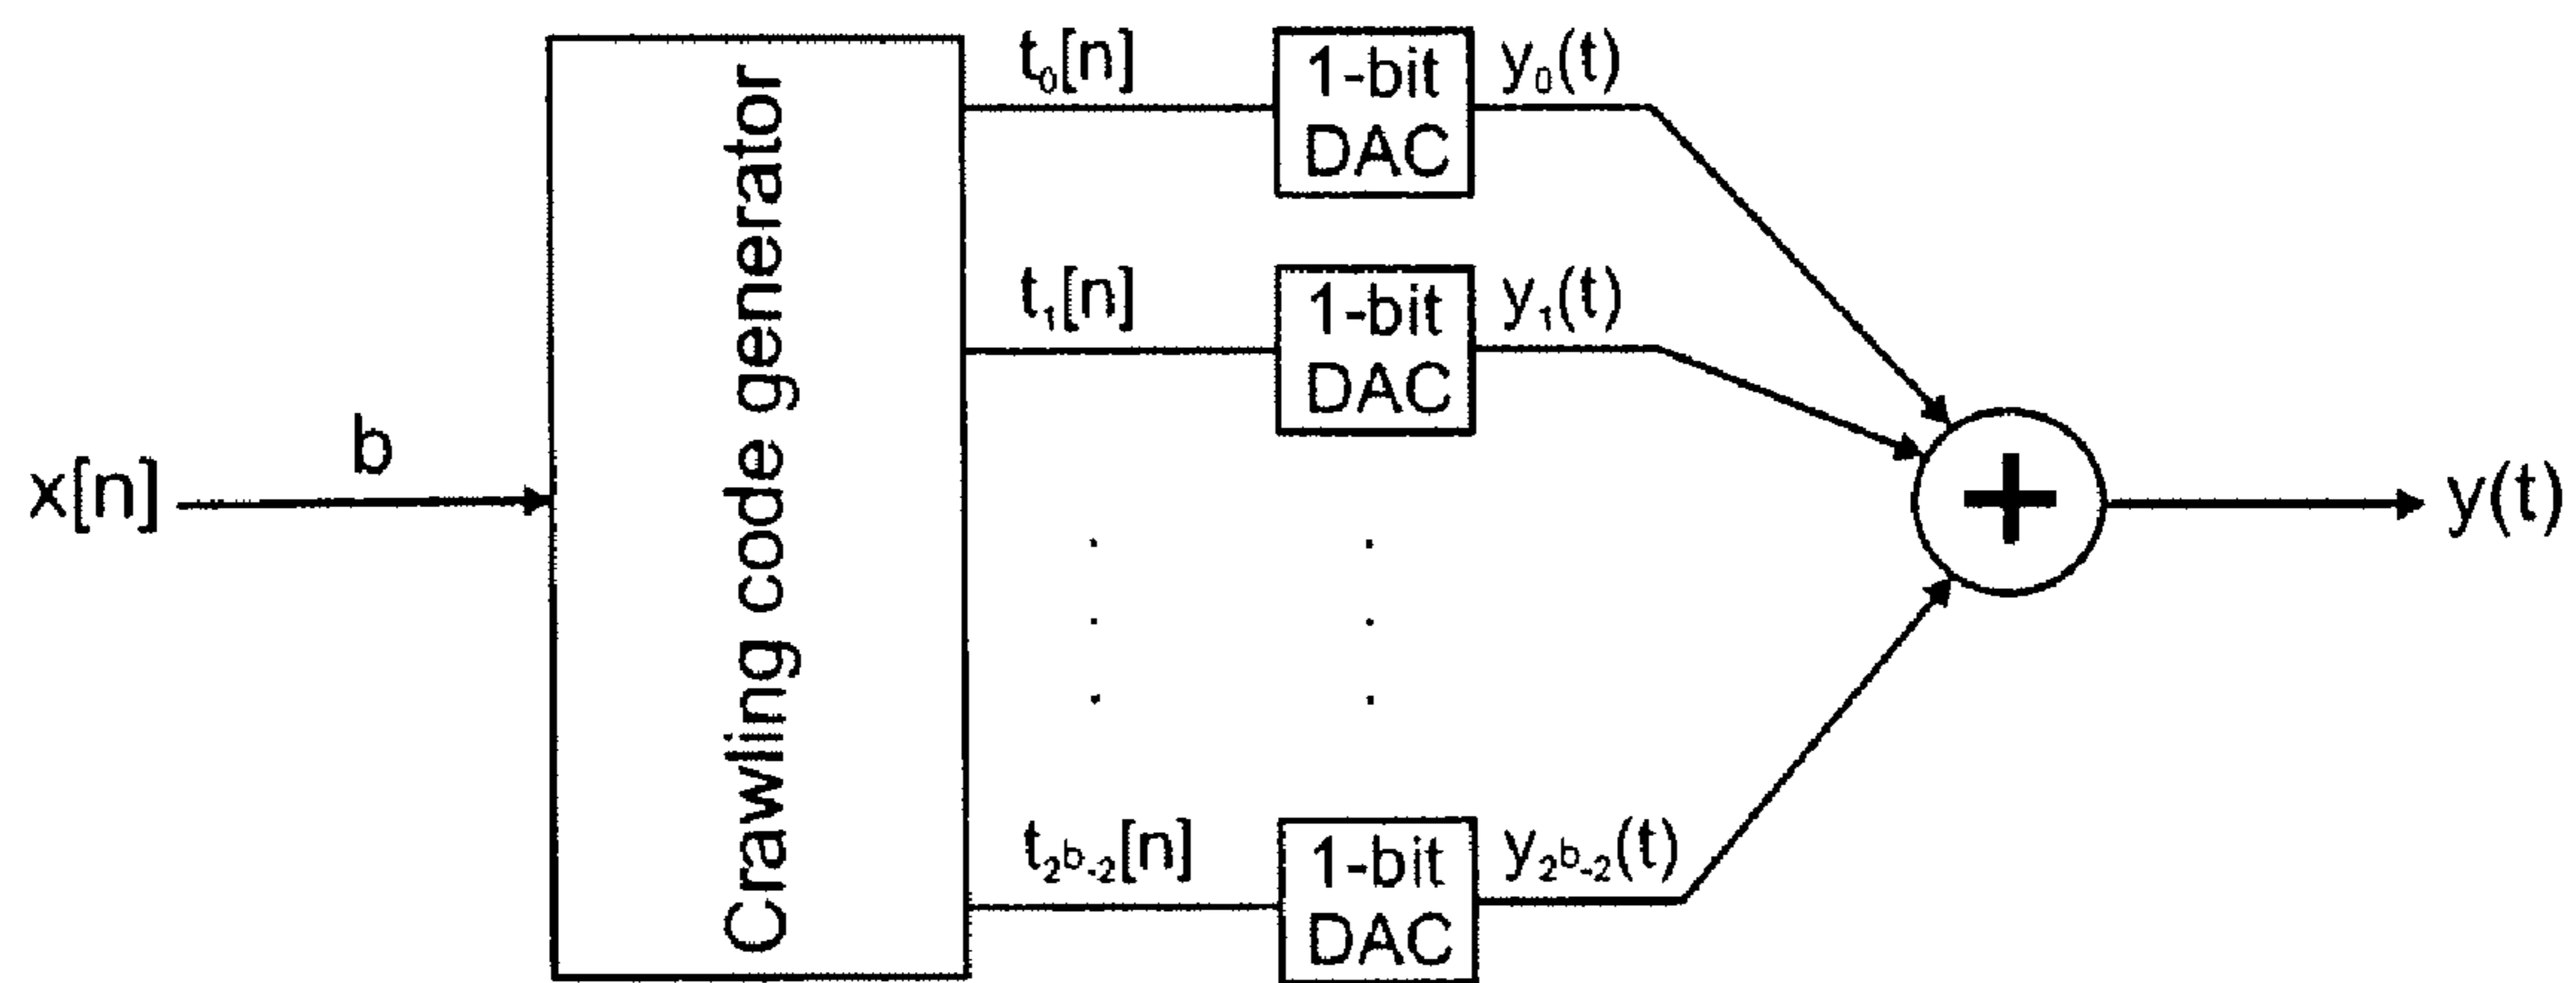 t₀[n]
1-bit
DAC
y₀(t)
t₁[n]
1-bit
DAC
y₁(t)
Crawling code generator
b
x[n]
+
y(t)
t₂b₋₂[n]
1-bit
DAC
y₂b₋₂(t)